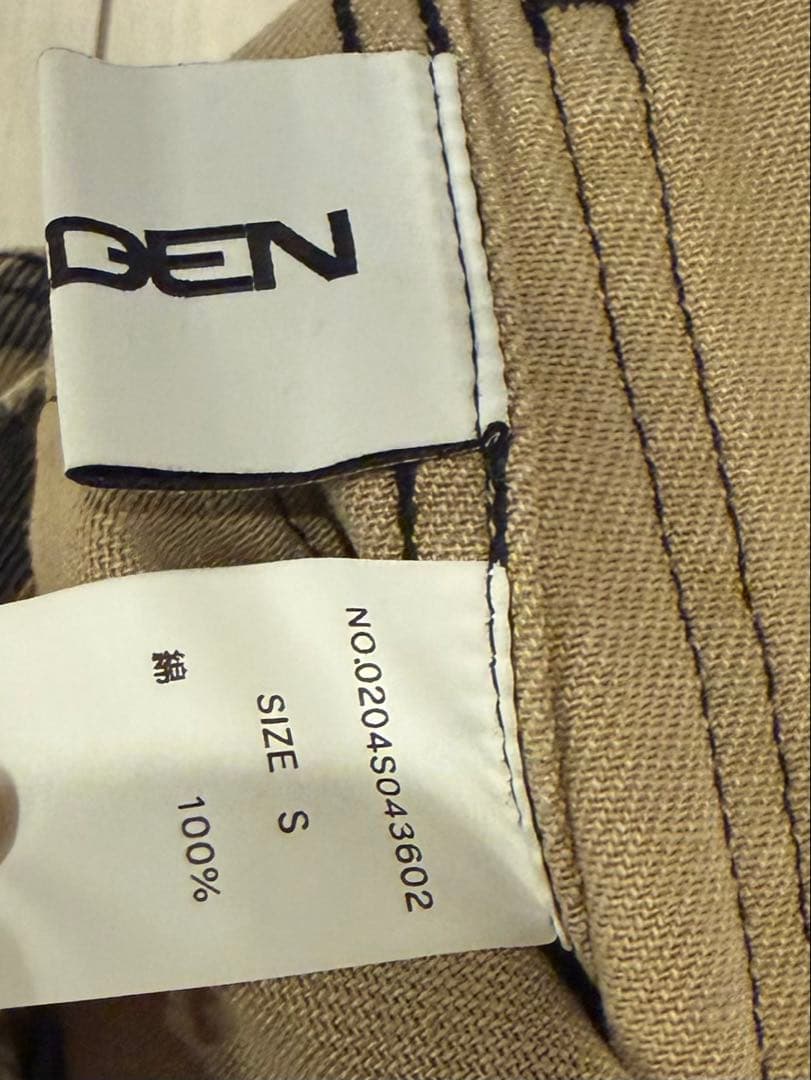 DEN
NO.0204S043602
SIZE S
綿 100%